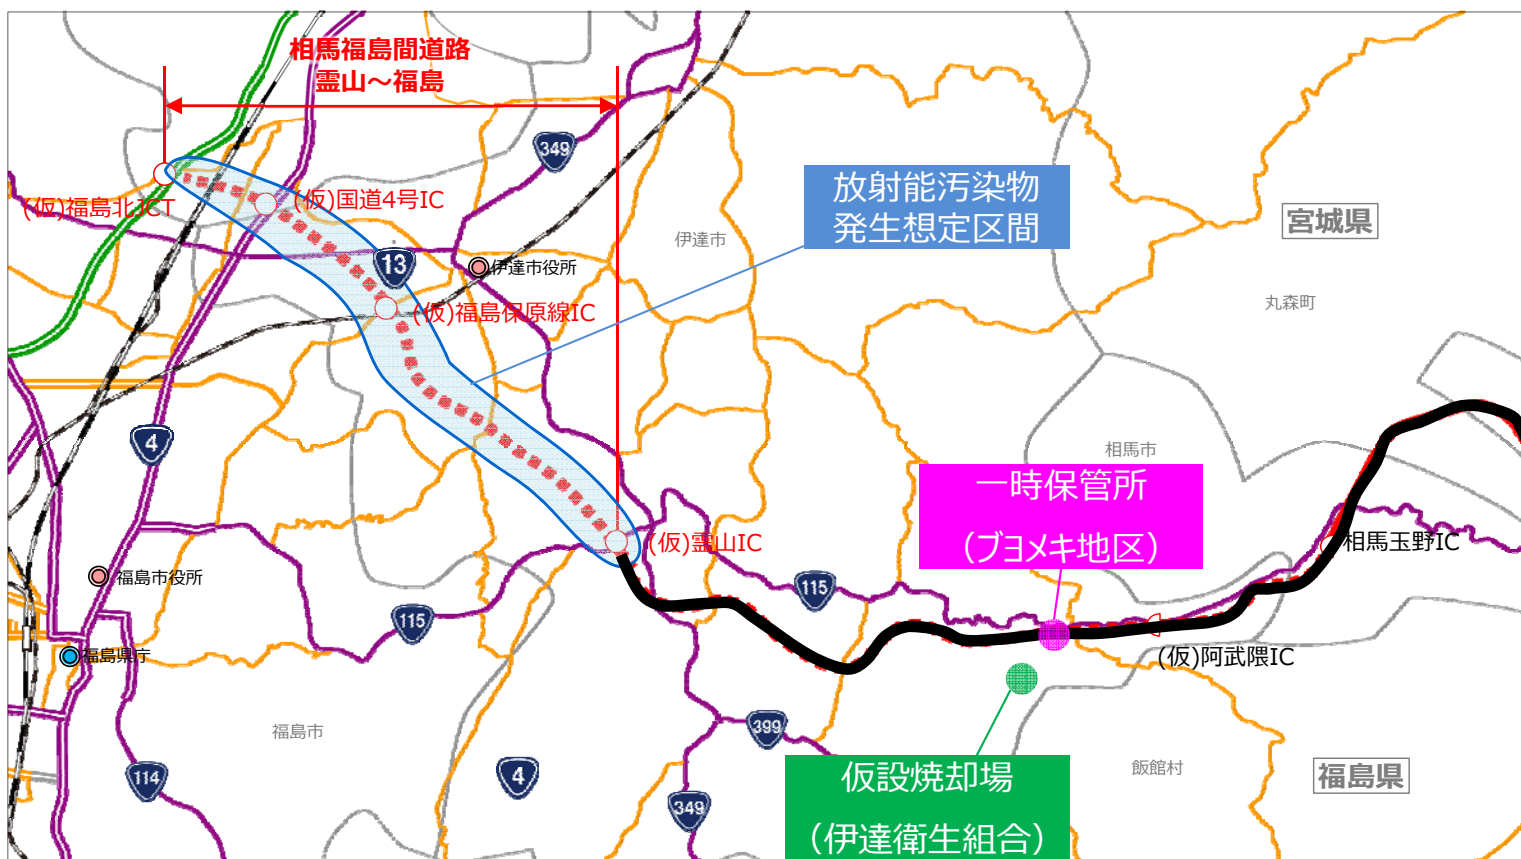 相馬福島間道路
霊山～福島
349
放射能汚染物
発生想定区間
(仮)福島北JCT
(仮)国道4号IC
伊達市
宮城県
13
伊達市役所
丸森町
(仮)福島保原線IC
4
相馬市
一時保管所
（ブヨメキ地区）
(仮)霊山IC
相馬玉野IC
福島市役所
115
115
福島県庁
(仮)阿武隈IC
福島市
399
114
4
349
仮設焼却場
（伊達衛生組合）
飯館村
福島県